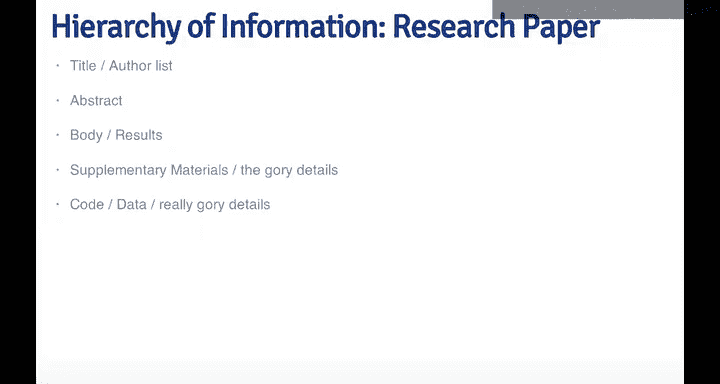 Hierarchy of Information: Research Paper
· Title / Author list
· Abstract
· Body / Results
· Supplementary Materials / the gory details
· Code / Data / really gory details